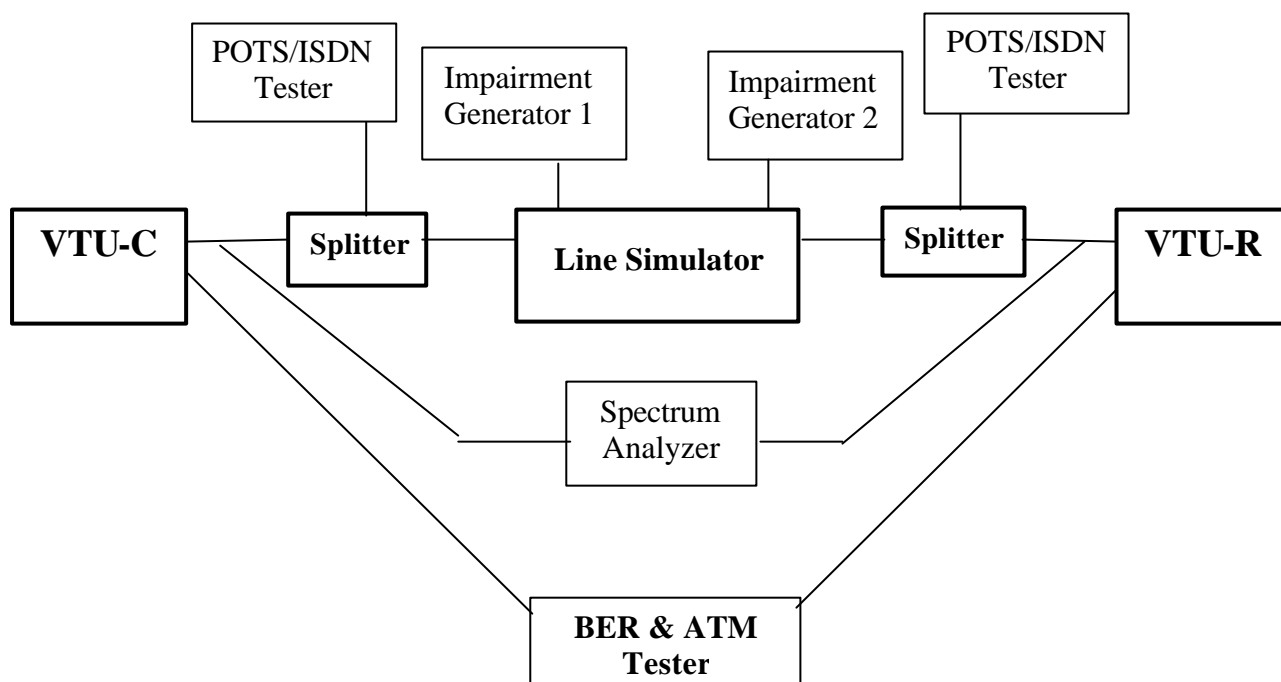 POTS/ISDN
Tester
Impairment
Generator 1
Impairment
Generator 2
POTS/ISDN
Tester
VTU-C
Splitter
Line Simulator
Splitter
VTU-R
Spectrum
Analyzer
BER & ATM
Tester